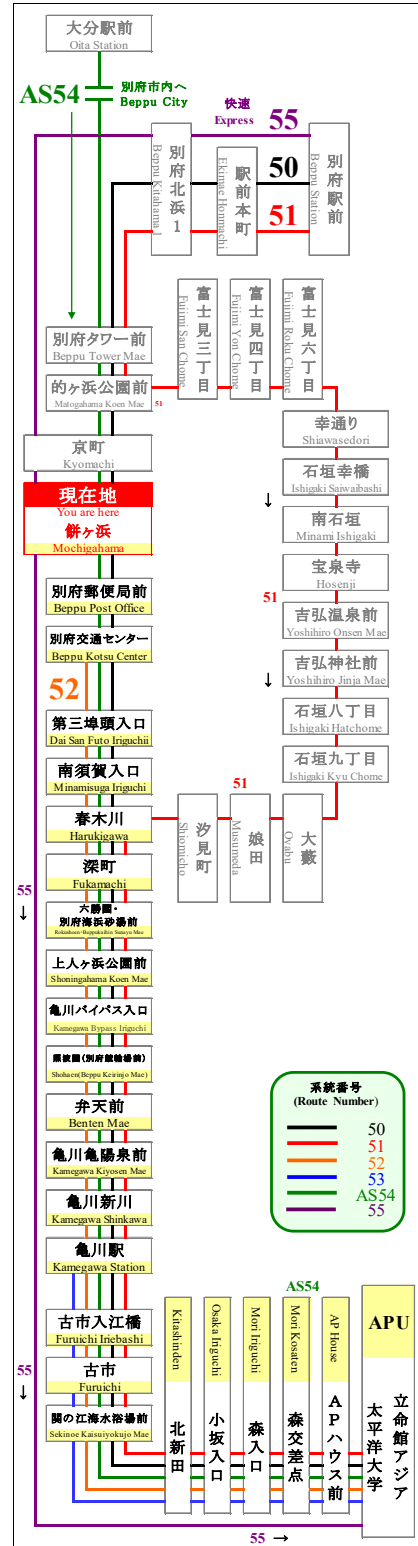 大分駅前
Oita Station
AS54
別府市内へ
Beppu City
快速
Express
55
50
51
別府北浜1
Beppu Kitahama 1
駅前本町
Ekimae Honmachi
別府駅前
Beppu Station
別府タワー前
Beppu Tower Mae
富士見三丁目
Fujimi San Chome
富士見四丁目
Fujimi Yon Chome
富士見六丁目
Fujimi Roku Chome
的ヶ浜公園前
Matogahama Koen Mae
51
幸通り
Shiawasedori
京町
Kyomachi
石垣幸橋
Ishigaki Saiwaibashi
↓
現在地
You are here
餅ヶ浜
Mochigahama
南石垣
Minami Ishigaki
宝泉寺
Hosenji
別府郵便局前
Beppu Post Office
51
吉弘温泉前
Yoshihiro Onsen Mae
別府交通センター
Beppu Kotsu Center
吉弘神社前
Yoshihiro Jinja Mae
↓
52
石垣八丁目
Ishigaki Hatchome
第三埠頭入口
Dai San Futo Iriguchii
石垣九丁目
Ishigaki Kyu Chome
南須賀入口
Minamisuga Iriguchi
51
春木川
Harukigawa
汐見町
Shiomicho
娘田
Musumeda
大藪
Oyabu
深町
Fukamachi
55
↓
六勝園・
別府海浜砂湯前
Rokushoen・Beppukaihin Sunayu Mae
上人ヶ浜公園前
Shoningahama Koen Mae
亀川バイパス入口
Kamegawa Bypass Iriguchi
照波園(別府競輪場前)
Shohaen(Beppu Keirinjo Mae)
弁天前
Benten Mae
亀川亀陽泉前
Kamegawa Kiyosen Mae
亀川新川
Kamegawa Shinkawa
亀川駅
Kamegawa Station
系統番号
(Route Number)
50
51
52
53
AS54
55
古市入江橋
Furuichi Iriebashi
古市
Furuichi
関の江海水浴場前
Sekinoe Kaisuiyokujo Mae
55
↓
AS54
Kitashinden
北新田
Osaka Iriguchi
小坂入口
Mori Iriguchi
森入口
Mori Kosaten
森交差点
AP House
APハウス前
APU
立命館アジア
太平洋大学
55 →